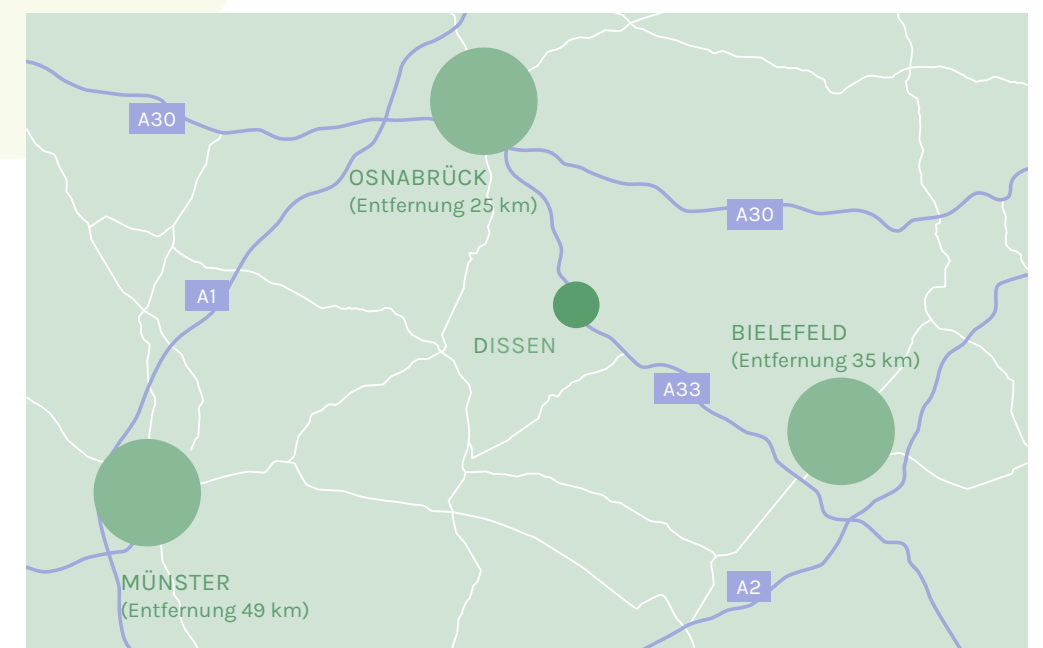 A30
OSNABRÜCK
(Entfernung 25 km)
A30
A1
DISSEN
BIELEFELD
(Entfernung 35 km)
A33
MÜNSTER
(Entfernung 49 km)
A2